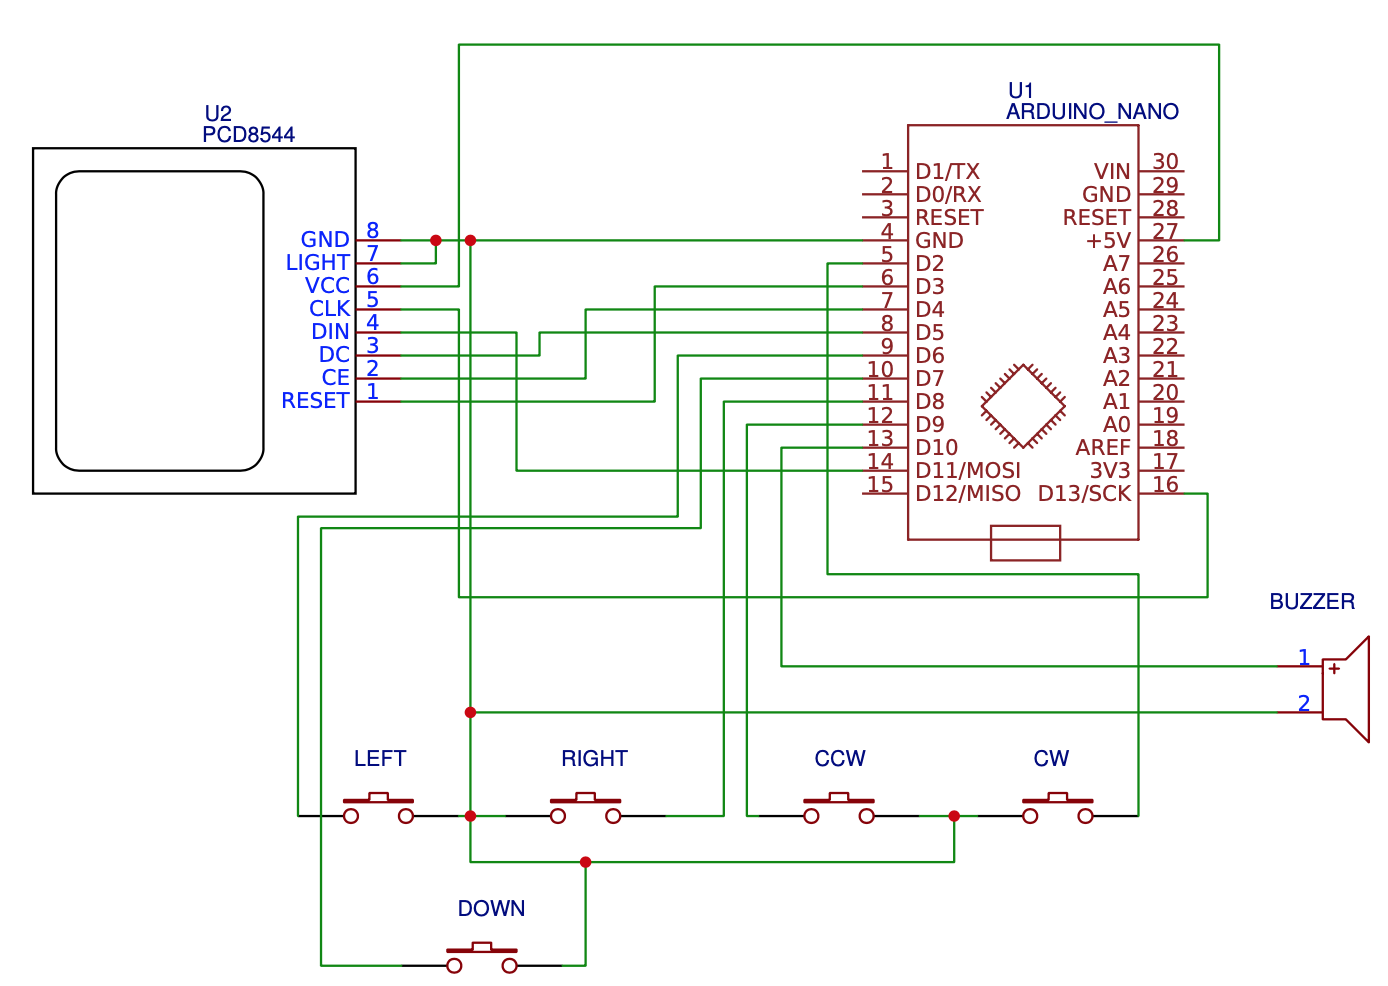 U1
ARDUINO_NANO
U2
PCD8544
1 D1/TX VIN 30
2 D0/RX GND 29
3 RESET RESET 28
GND 8
4 GND +5V 27
LIGHT 7
5 D2 A7 26
VCC 6
6 D3 A6 25
CLK 5
7 D4 A5 24
DIN 4
8 D5 A4 23
DC 3
9 D6 A3 22
CE 2
10 D7 A2 21
RESET 1
11 D8 A1 20
12 D9 A0 19
13 D10 AREF 18
14 D11/MOSI 3V3 17
15 D12/MISO D13/SCK 16
BUZZER
1 +
2
LEFT RIGHT CCW CW
DOWN